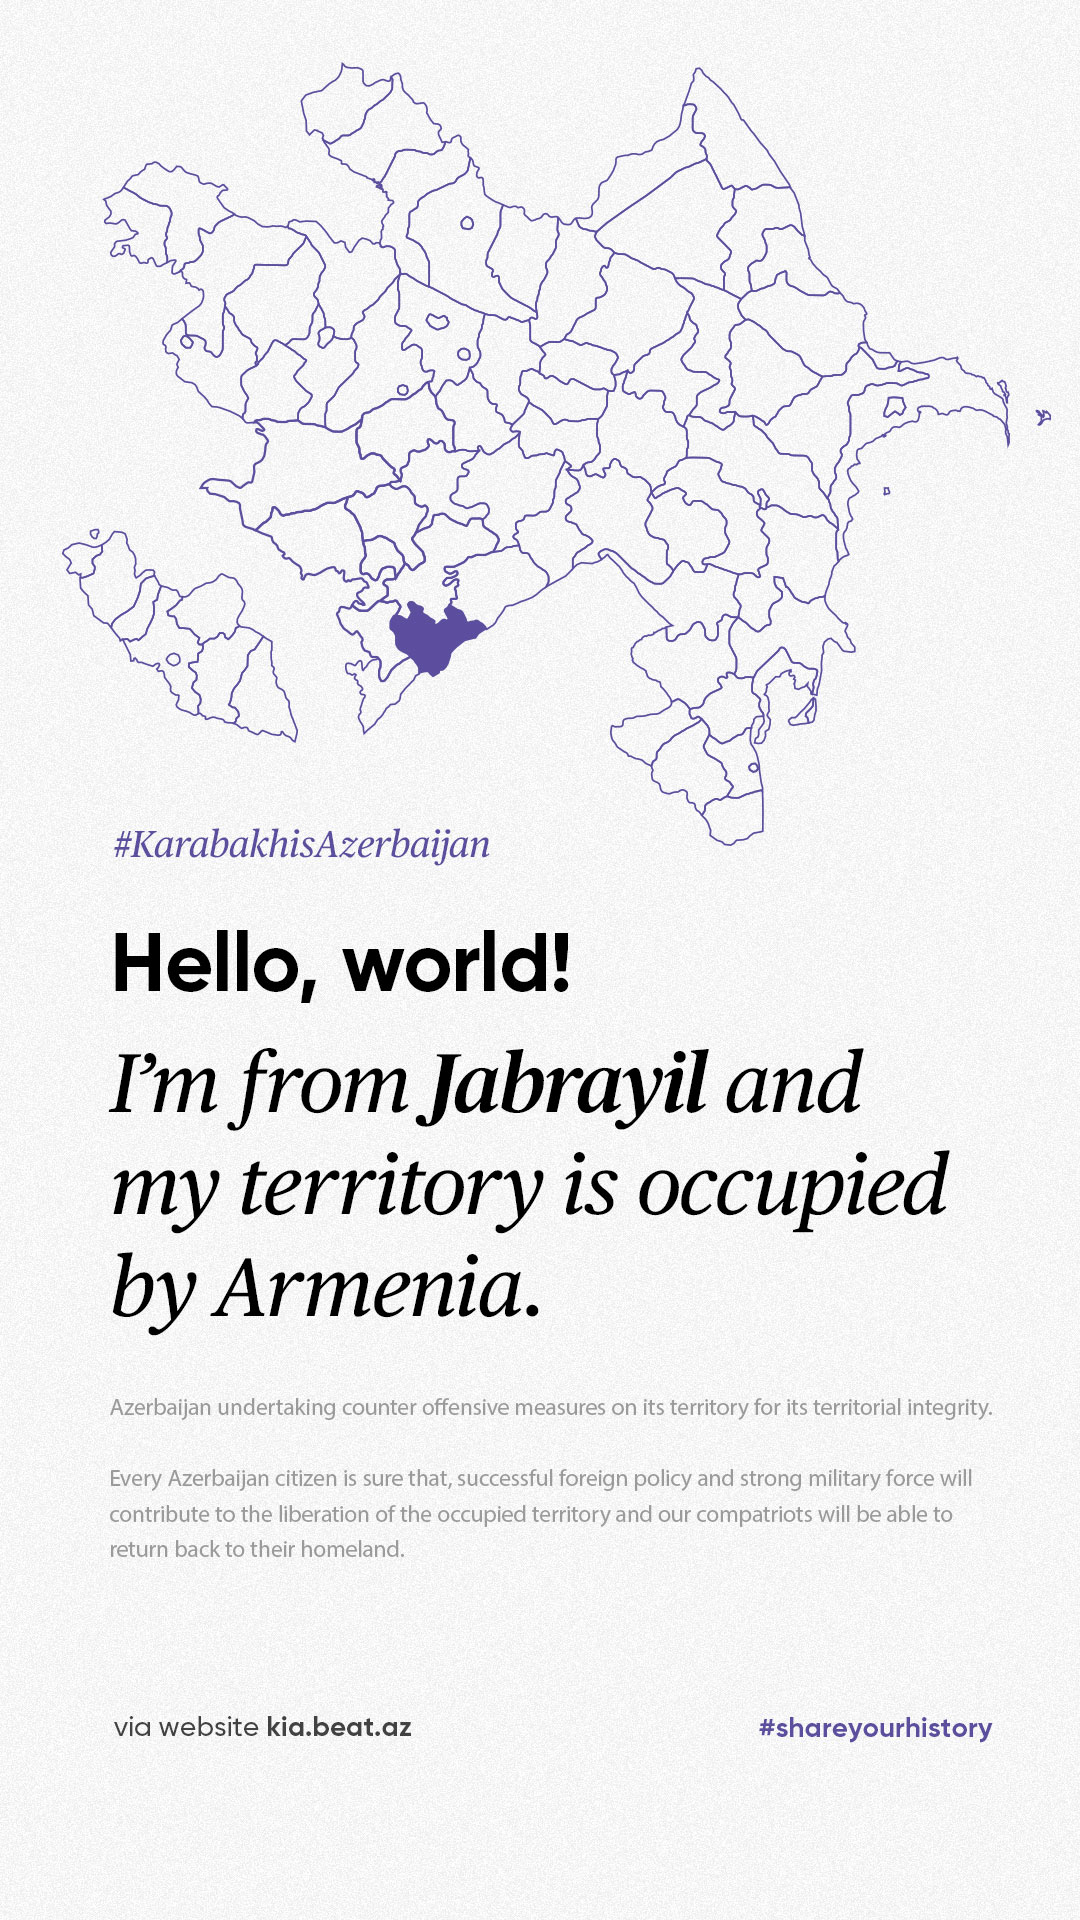 #KarabakhisAzerbaijan
Hello, world!
I’m from Jabrayil and
my territory is occupied
by Armenia.
Azerbaijan undertaking counter offensive measures on its territory for its territorial integrity.
Every Azerbaijan citizen is sure that, successful foreign policy and strong military force will
contribute to the liberation of the occupied territory and our compatriots will be able to
return back to their homeland.
via website kia.beat.az
#shareyourhistory